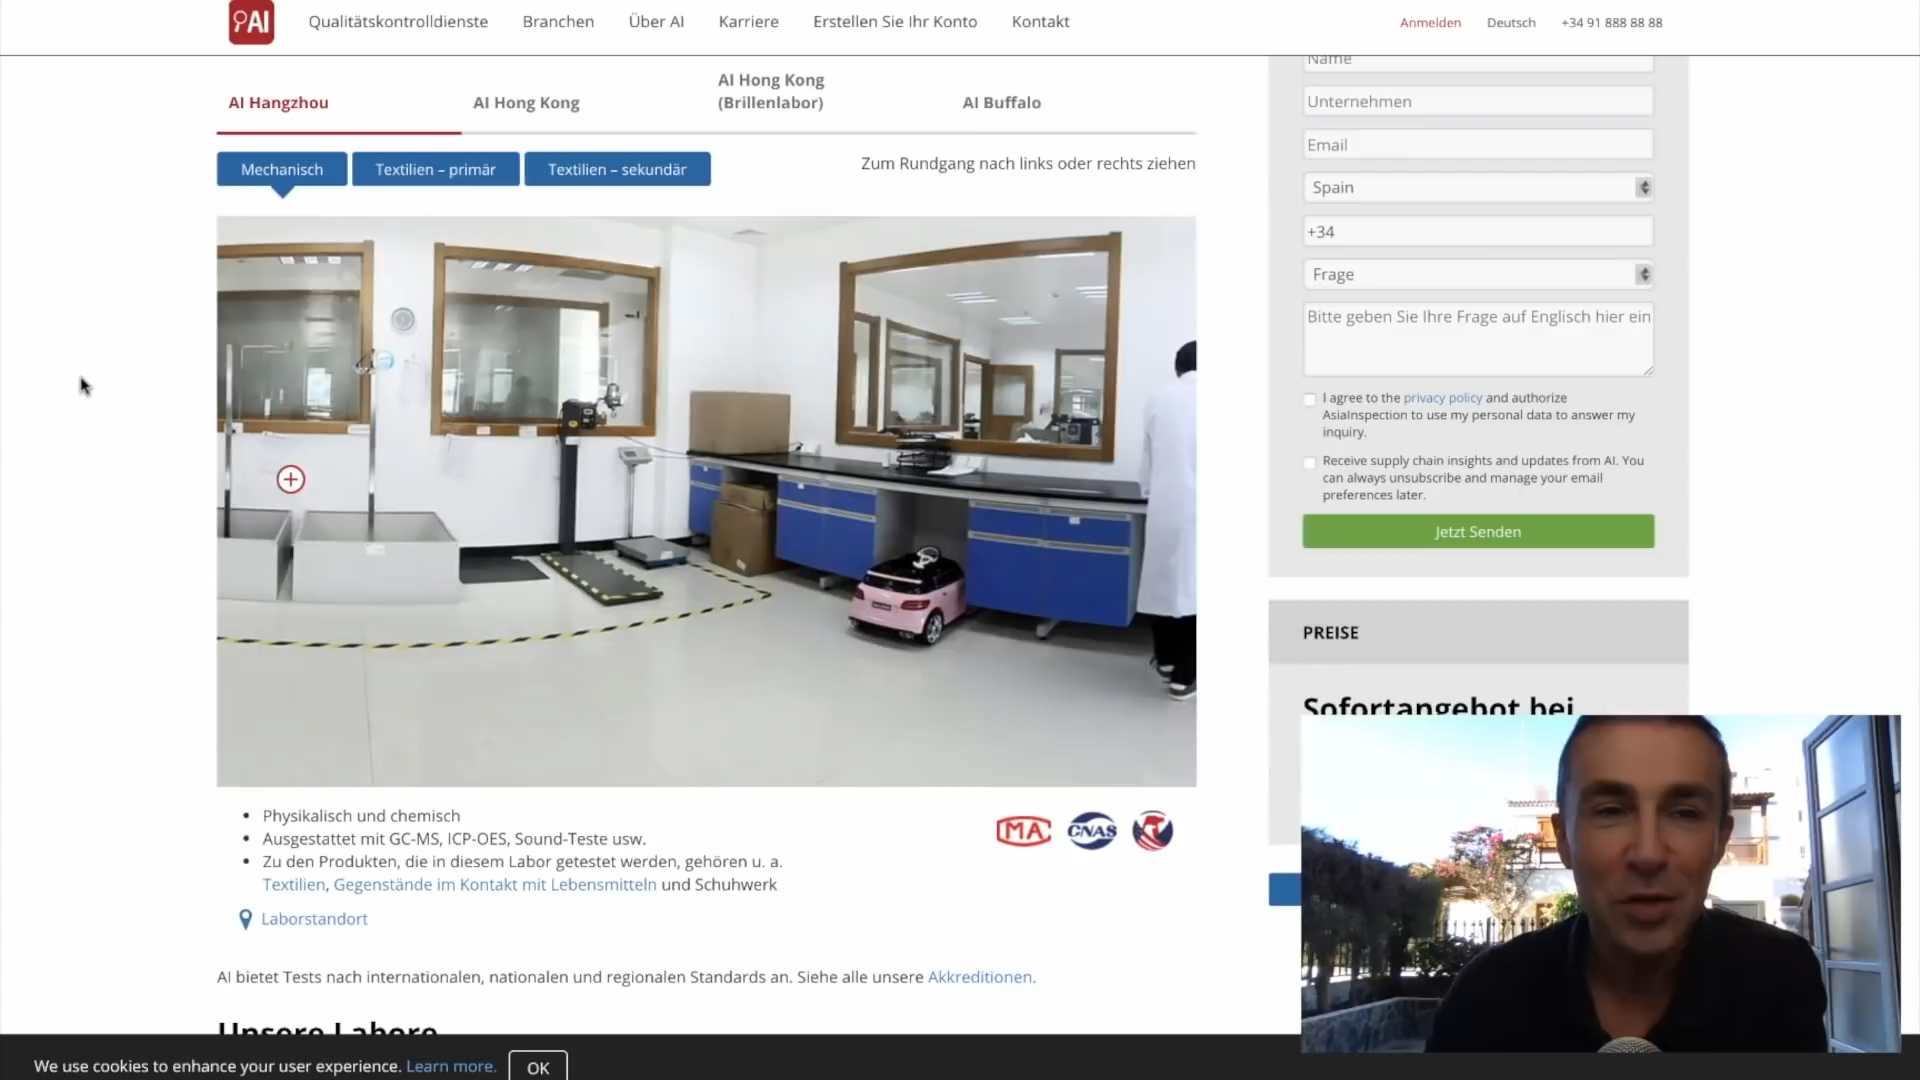 AI
Qualitätskontrolldienste
Branchen
Über AI
Karriere
Erstellen Sie Ihr Konto
Kontakt
Anmelden
Deutsch
+34 91 888 88 88
AI Hangzhou
AI Hong Kong
AI Hong Kong
(Brillenlabor)
AI Buffalo
Mechanisch
Textilien – primär
Textilien – sekundär
Zum Rundgang nach links oder rechts ziehen
Physikalisch und chemisch
Ausgestattet mit GC-MS, ICP-OES, Sound-Teste usw.
Zu den Produkten, die in diesem Labor getestet werden, gehören u. a.
Textilien, Gegenstände im Kontakt mit Lebensmitteln und Schuhwerk
MA
CNAS
Laborstandort
AI bietet Tests nach internationalen, nationalen und regionalen Standards an. Siehe alle unsere Akkreditionen.
Unsere Labore
Name
Unternehmen
Email
Spain
+34
Frage
Bitte geben Sie Ihre Frage auf Englisch hier ein
I agree to the privacy policy and authorize
AsiaInspection to use my personal data to answer my
inquiry.
Receive supply chain insights and updates from AI. You
can always unsubscribe and manage your email
preferences later.
Jetzt Senden
PREISE
Sofortangebot bei
We use cookies to enhance your user experience. Learn more.
OK